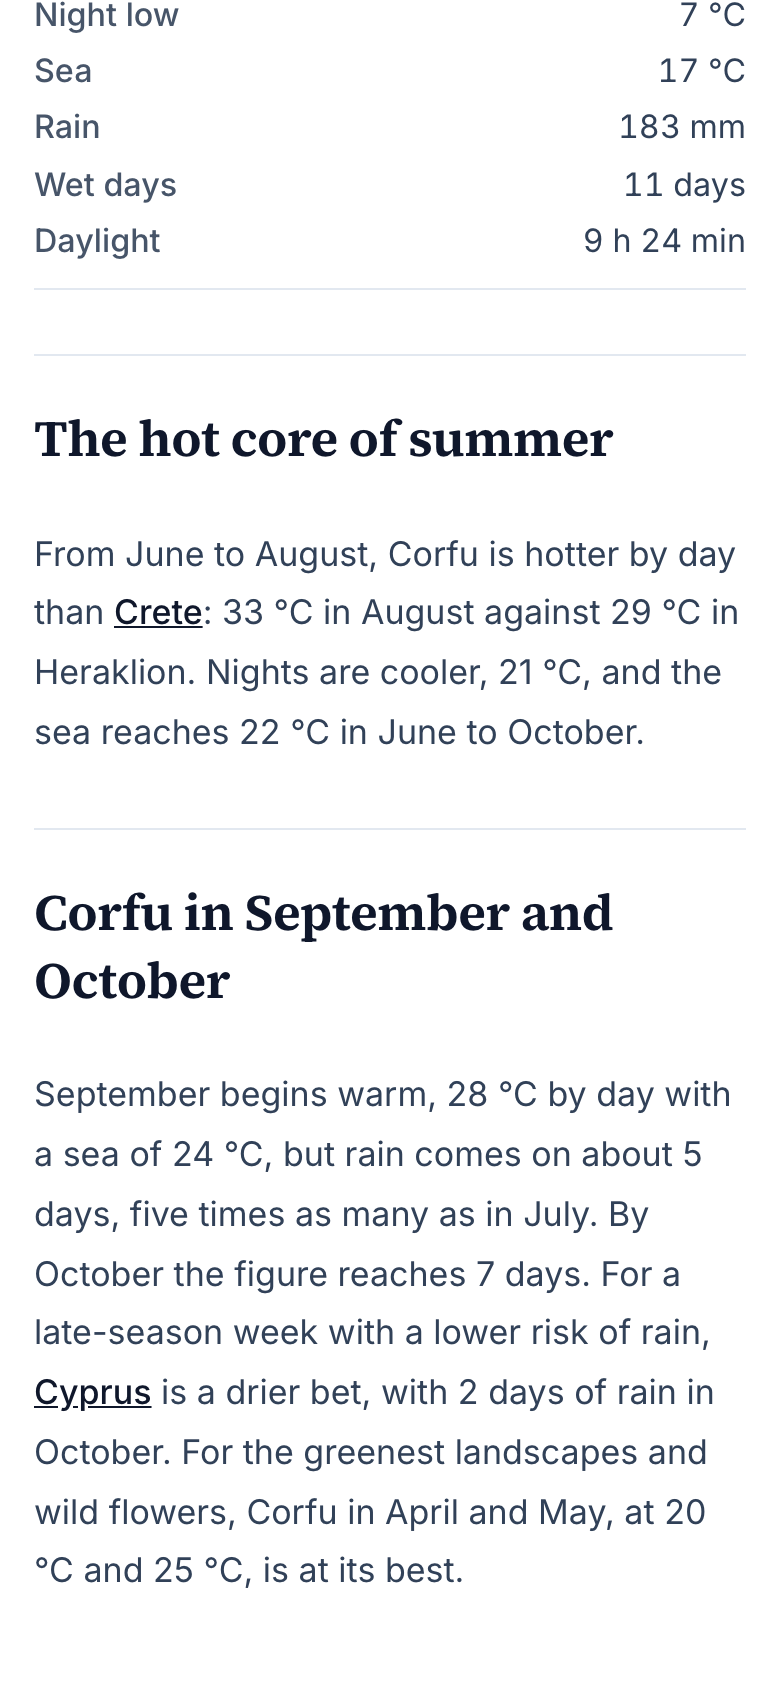 Night low 7 °C
Sea 17 °C
Rain 183 mm
Wet days 11 days
Daylight 9 h 24 min
The hot core of summer
From June to August, Corfu is hotter by day
than Crete: 33 °C in August against 29 °C in
Heraklion. Nights are cooler, 21 °C, and the
sea reaches 22 °C in June to October.
Corfu in September and
October
September begins warm, 28 °C by day with
a sea of 24 °C, but rain comes on about 5
days, five times as many as in July. By
October the figure reaches 7 days. For a
late-season week with a lower risk of rain,
Cyprus is a drier bet, with 2 days of rain in
October. For the greenest landscapes and
wild flowers, Corfu in April and May, at 20
°C and 25 °C, is at its best.